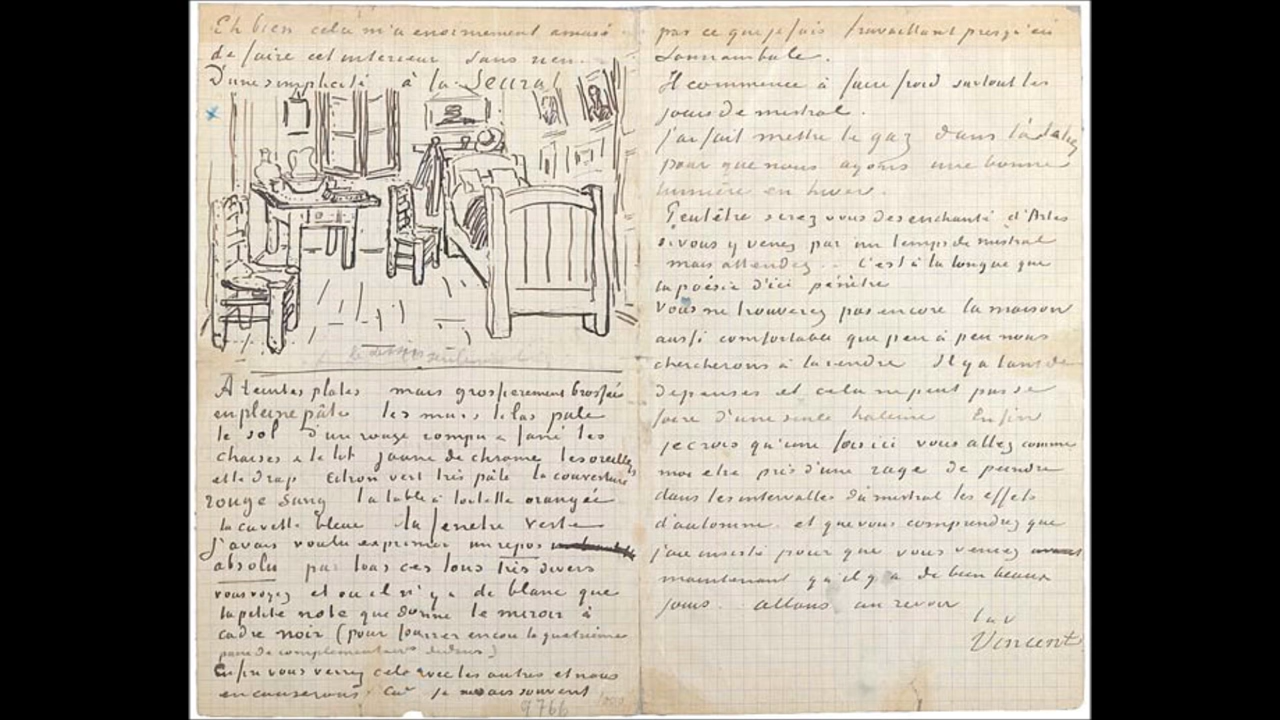 Eh bien cela m'a enormement amusé
de faire cet interieur sans rien.
D'une simplicité à la Seurat
A teintes plates mais grossierement brossées
en pleine pâte les murs lilas pale
le sol d'un rouge rompu & fané les
chaises & le lit jaune de chrome les oreillers
et le drap citron vert très pâle la couverture
rouge sang la table à toilette orangée
la cuvette bleue la fenetre verte
J'avais voulu exprimer un repos
absolu par tous ces tons très divers
vous voyez et où il n'y a de blanc que
la petite note que donne le miroir à
cadre noir (pour fourrer encore la quatrième
paire de complementaires dedans)
Enfin vous verrez cela avec les autres et nous
en causerons car je ne sais souvent
9766
pas ce que je fais travaillant presqu'en
somnambule.
Il commence à faire froid surtout les
jours de mistral.
J'ai fait mettre le gaz dans l'atelier
pour que nous ayons une bonne
lumière en hiver.
Peutêtre serez vous desenchanté d'Arles
si vous y venez par un temps de mistral
mais attendez.. C'est à la longue que
la poésie d'ici pénètre
Vous ne trouverez pas encore la maison
aussi comfortable que peu à peu nous
chercherons à la rendre Il y a tant de
depenses et cela ne peut pas se
faire d'une seule haleine Enfin
je crois qu'une fois ici vous allez comme
moi etre pris d'une rage de peindre
dans les intervalles du mistral les effets
d'automne. et que vous comprendrez que
j'aie insisté pour que vous venez
maintenant qu'il y a de bien beaux
jours. allons au revoir
t. à v.
Vincent